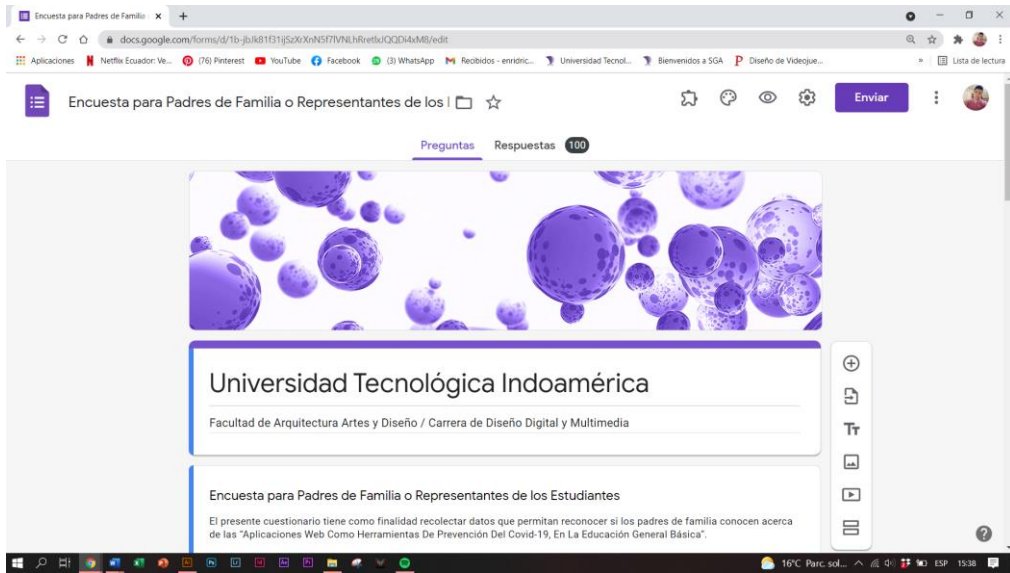 Encuesta para Padres de Familia
docs.google.com/forms/d/1b-jbJk81f31ijSzXrXnN5f7lVNLhRretlxJQQDi4xM8/edit
Aplicaciones Netflix Ecuador: Ve... (76) Pinterest YouTube Facebook (3) WhatsApp Recibidos - enridric... Universidad Tecnol... Bienvenidos a SGA Diseño de Videojue... » Lista de lectura
Encuesta para Padres de Familia o Representantes de los
Enviar
Preguntas Respuestas 100
Universidad Tecnológica Indoamérica
Facultad de Arquitectura Artes y Diseño / Carrera de Diseño Digital y Multimedia
Encuesta para Padres de Familia o Representantes de los Estudiantes
El presente cuestionario tiene como finalidad recolectar datos que permitan reconocer si los padres de familia conocen acerca
de las "Aplicaciones Web Como Herramientas De Prevención Del Covid-19, En La Educación General Básica".
16°C Parc. sol... ESP 15:38